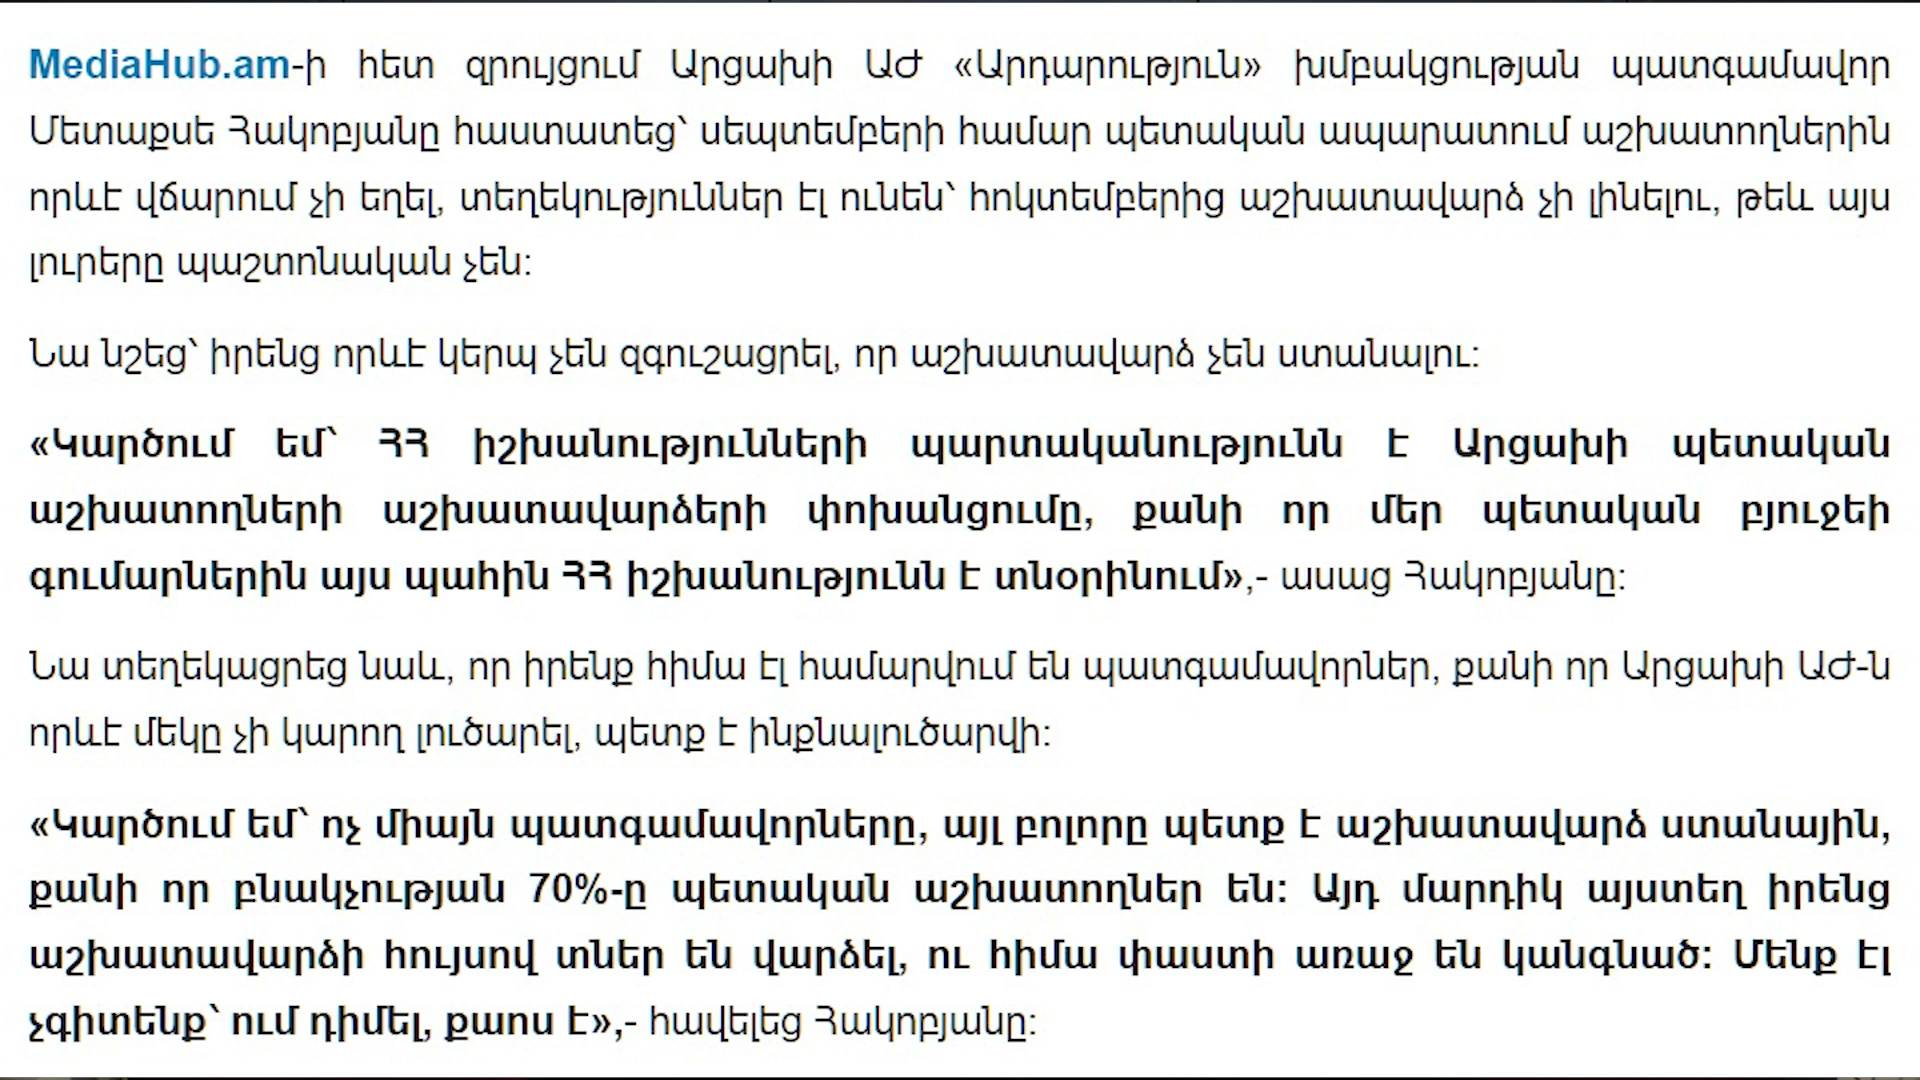 MediaHub.am-ի հետ զրույցում Արցախի ԱԺ «Արդարություն» խմբակցության պատգամավոր
Մետաքսե Հակոբյանը հաստատեց՝ սեպտեմբերի համար պետական ապարատում աշխատողներին
որևէ վճարում չի եղել, տեղեկություններ էլ ունեն՝ հոկտեմբերից աշխատավարձ չի լինելու, թեև այս
լուրերը պաշտոնական չեն։
Նա նշեց՝ իրենց որևէ կերպ չեն զգուշացրել, որ աշխատավարձ չեն ստանալու։
«Կարծում եմ՝ ՀՀ իշխանությունների պարտականությունն է Արցախի պետական
աշխատողների աշխատավարձերի փոխանցումը, քանի որ մեր պետական բյուջեի
գումարներին այս պահին ՀՀ իշխանությունն է տնօրինում»,- ասաց Հակոբյանը։
Նա տեղեկացրեց նաև, որ իրենք հիմա էլ համարվում են պատգամավորներ, քանի որ Արցախի ԱԺ-ն
որևէ մեկը չի կարող լուծարել, պետք է ինքնալուծարվի։
«Կարծում եմ՝ ոչ միայն պատգամավորները, այլ բոլորը պետք է աշխատավարձ ստանային,
քանի որ բնակչության 70%-ը պետական աշխատողներ են։ Այդ մարդիկ այստեղ իրենց
աշխատավարձի հույսով տներ են վարձել, ու հիմա փաստի առաջ են կանգնած։ Մենք էլ
չգիտենք՝ ում դիմել, քաոս է»,- հավելեց Հակոբյանը։